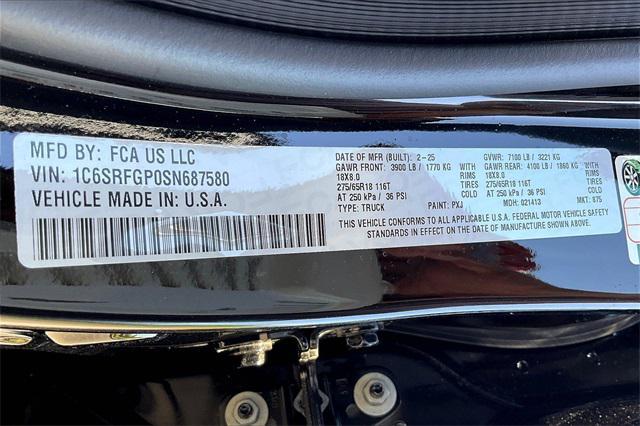 MFD BY: FCA US LLC
VIN: 1C6SRFGP0SN687580
VEHICLE MADE IN: U.S.A.
DATE OF MFR (BUILT): 2-25 GVWR: 7100 LB / 3221 KG
GAWR FRONT: 3900 LB / 1770 KG GAWR REAR: 4100 LB / 1860 KG
18X8.0 RIMS 18X8.0 RIMS
275/65R18 116T TIRES 275/65R18 116T TIRES
AT 250 kPa / 36 PSI COLD AT 250 kPa / 36 PSI COLD
TYPE: TRUCK PAINT: PXJ MDH: 021413 MKT: 875
THIS VEHICLE CONFORMS TO ALL APPLICABLE U.S.A. FEDERAL MOTOR VEHICLE SAFETY
STANDARDS IN EFFECT ON THE DATE OF MANUFACTURE SHOWN ABOVE.